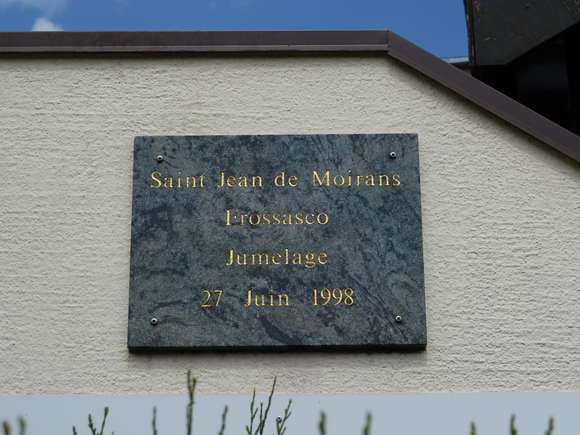 Saint Jean de Moirans
Frossasco
Jumelage
27 Juin 1998